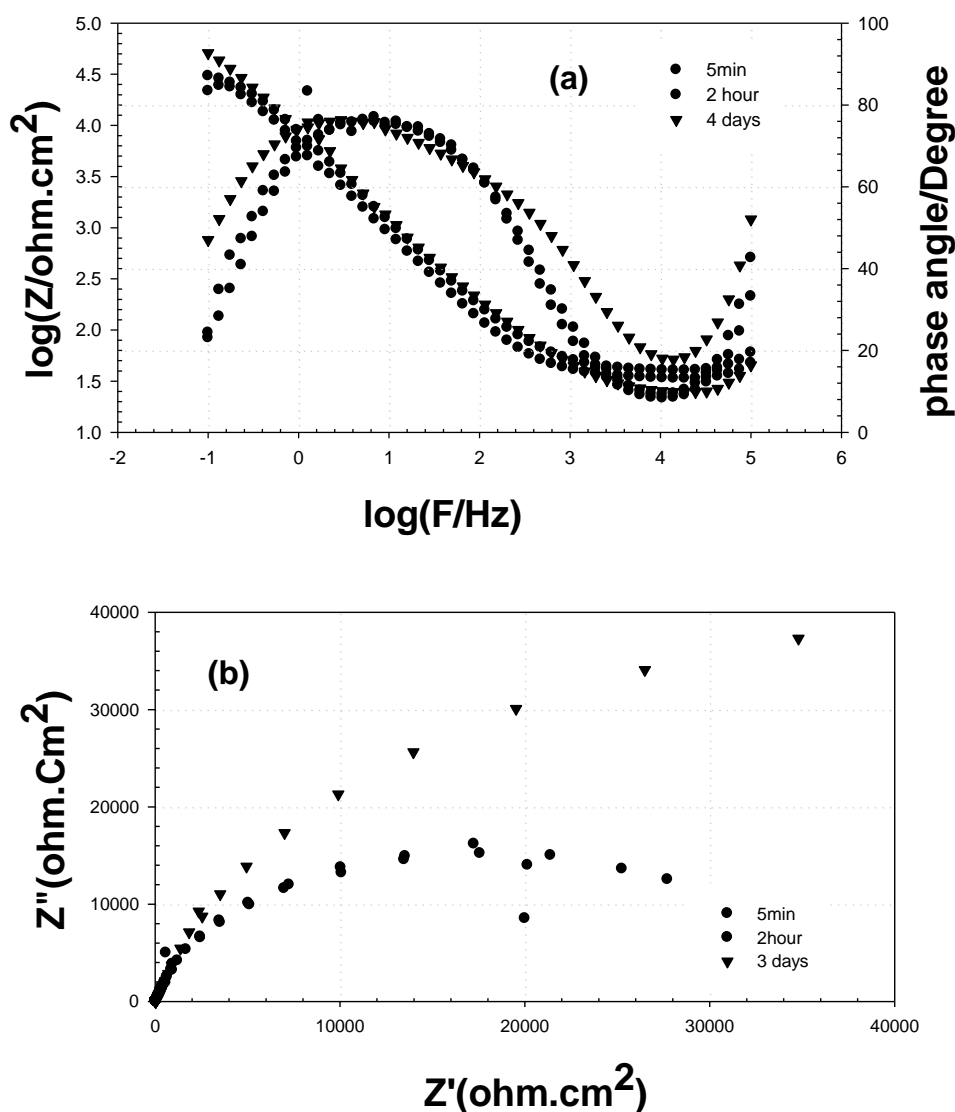 (a)
5min
2 hour
4 days
log(Z/ohm.cm²)
5.0
4.5
4.0
3.5
3.0
2.5
2.0
1.5
1.0
100
80
60
40
20
0
phase angle/Degree
-2 -1 0 1 2 3 4 5 6
log(F/Hz)
(b)
Z"(ohm.Cm²)
40000
30000
20000
10000
0
5min
2hour
3 days
0 10000 20000 30000 40000
Z'(ohm.cm²)